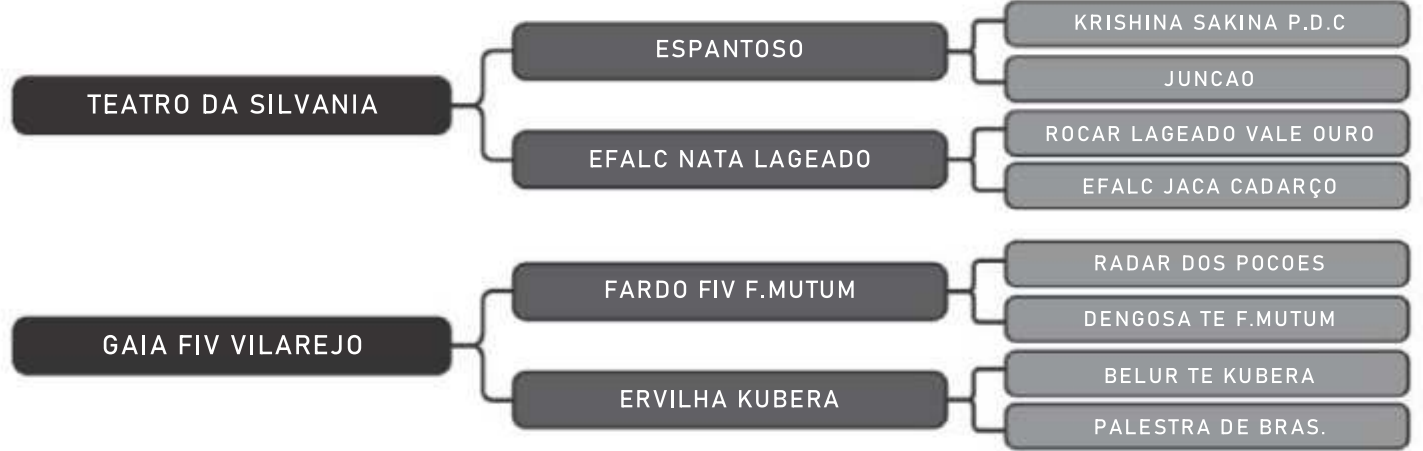 TEATRO DA SILVANIA
ESPANTOSO
KRISHINA SAKINA P.D.C
JUNCAO
EFALC NATA LAGEADO
ROCAR LAGEADO VALE OURO
EFALC JACA CADARÇO
GAIA FIV VILAREJO
FARDO FIV F.MUTUM
RADAR DOS POCOES
DENGOSA TE F.MUTUM
ERVILHA KUBERA
BELUR TE KUBERA
PALESTRA DE BRAS.